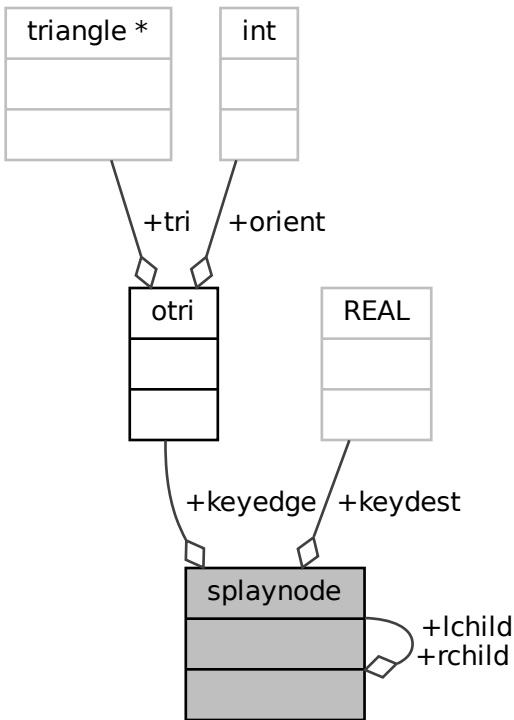 triangle *
int
+tri
+orient
otri
REAL
+keyedge
+keydest
splaynode
+lchild
+rchild